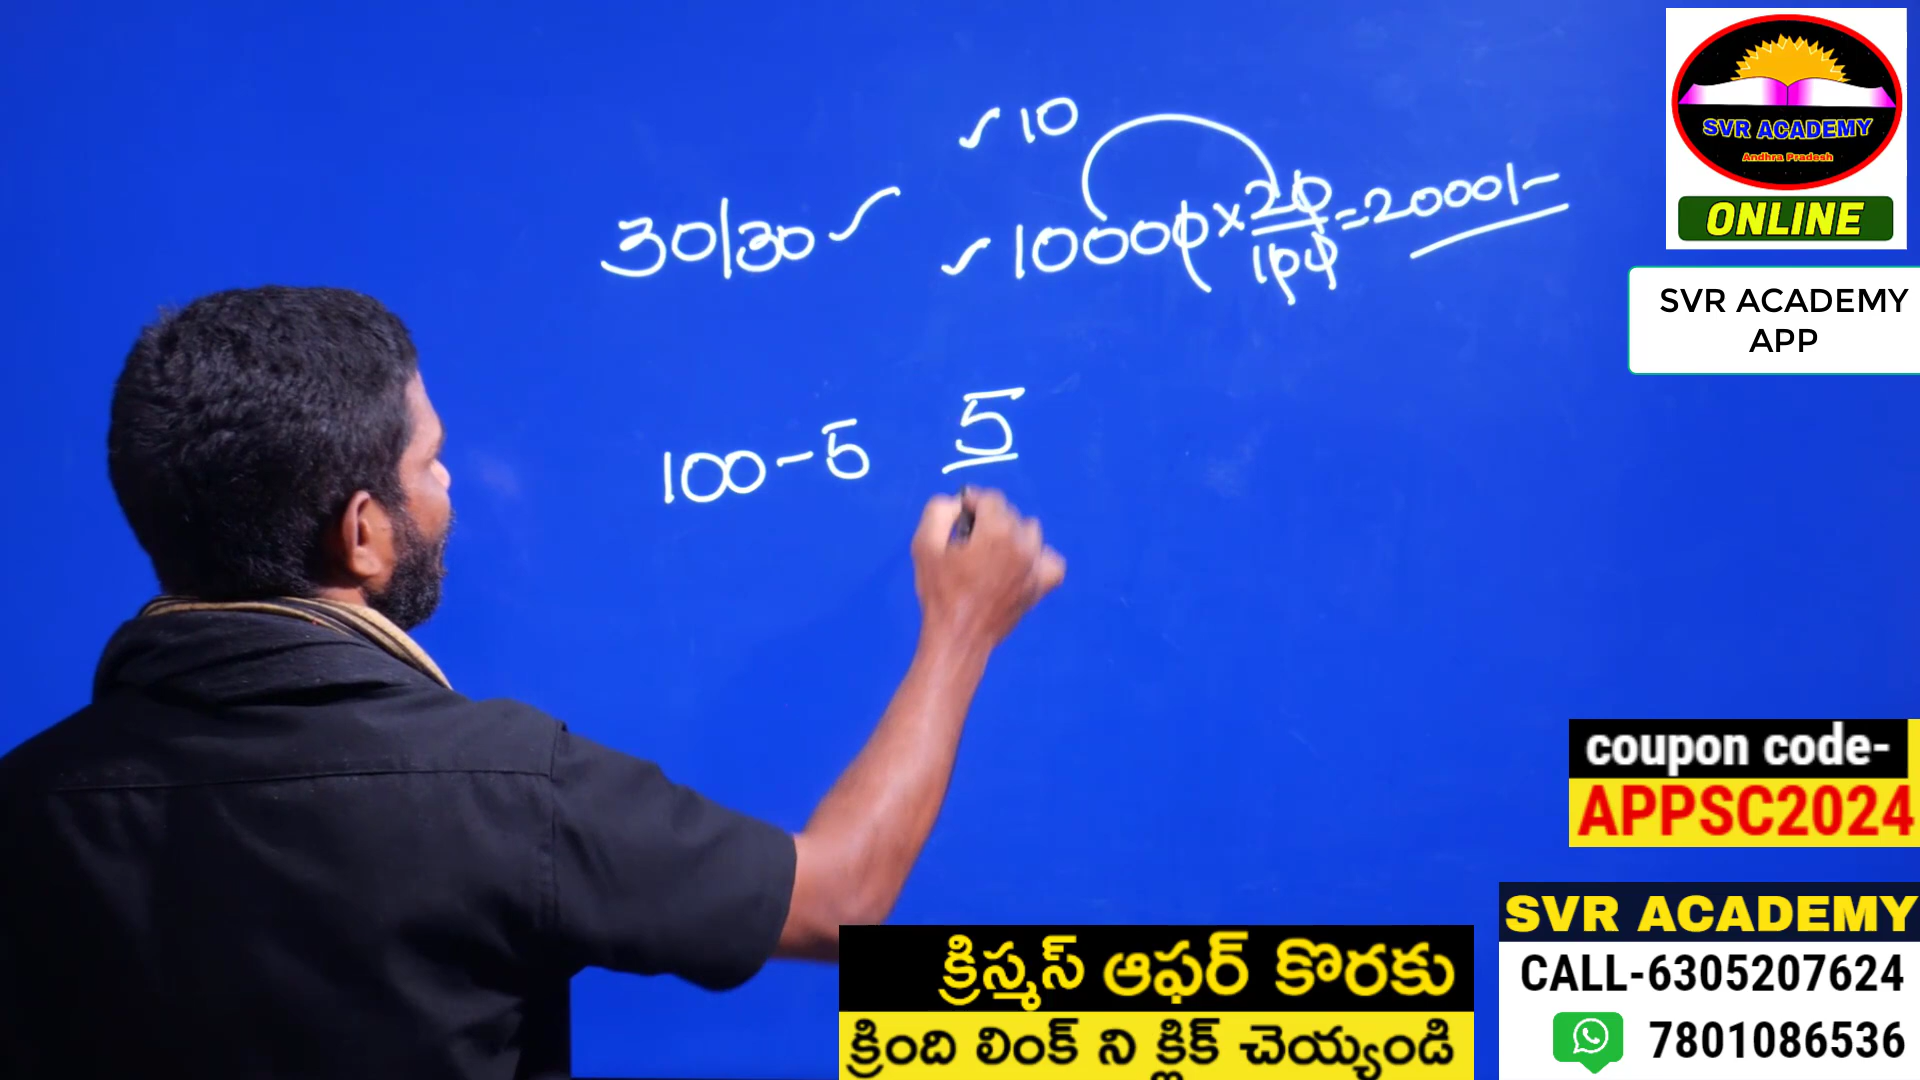 ✓ 10
30/30 ✓
✓ 10000 × 20/100 = 2000/-
100 - 5
5
SVR ACADEMY
Andhra Pradesh
ONLINE
SVR ACADEMY
APP
coupon code-
APPSC2024
SVR ACADEMY
CALL-6305207624
7801086536
క్రిస్మస్ ఆఫర్ కొరకు
క్రింది లింక్ ని క్లిక్ చెయ్యండి